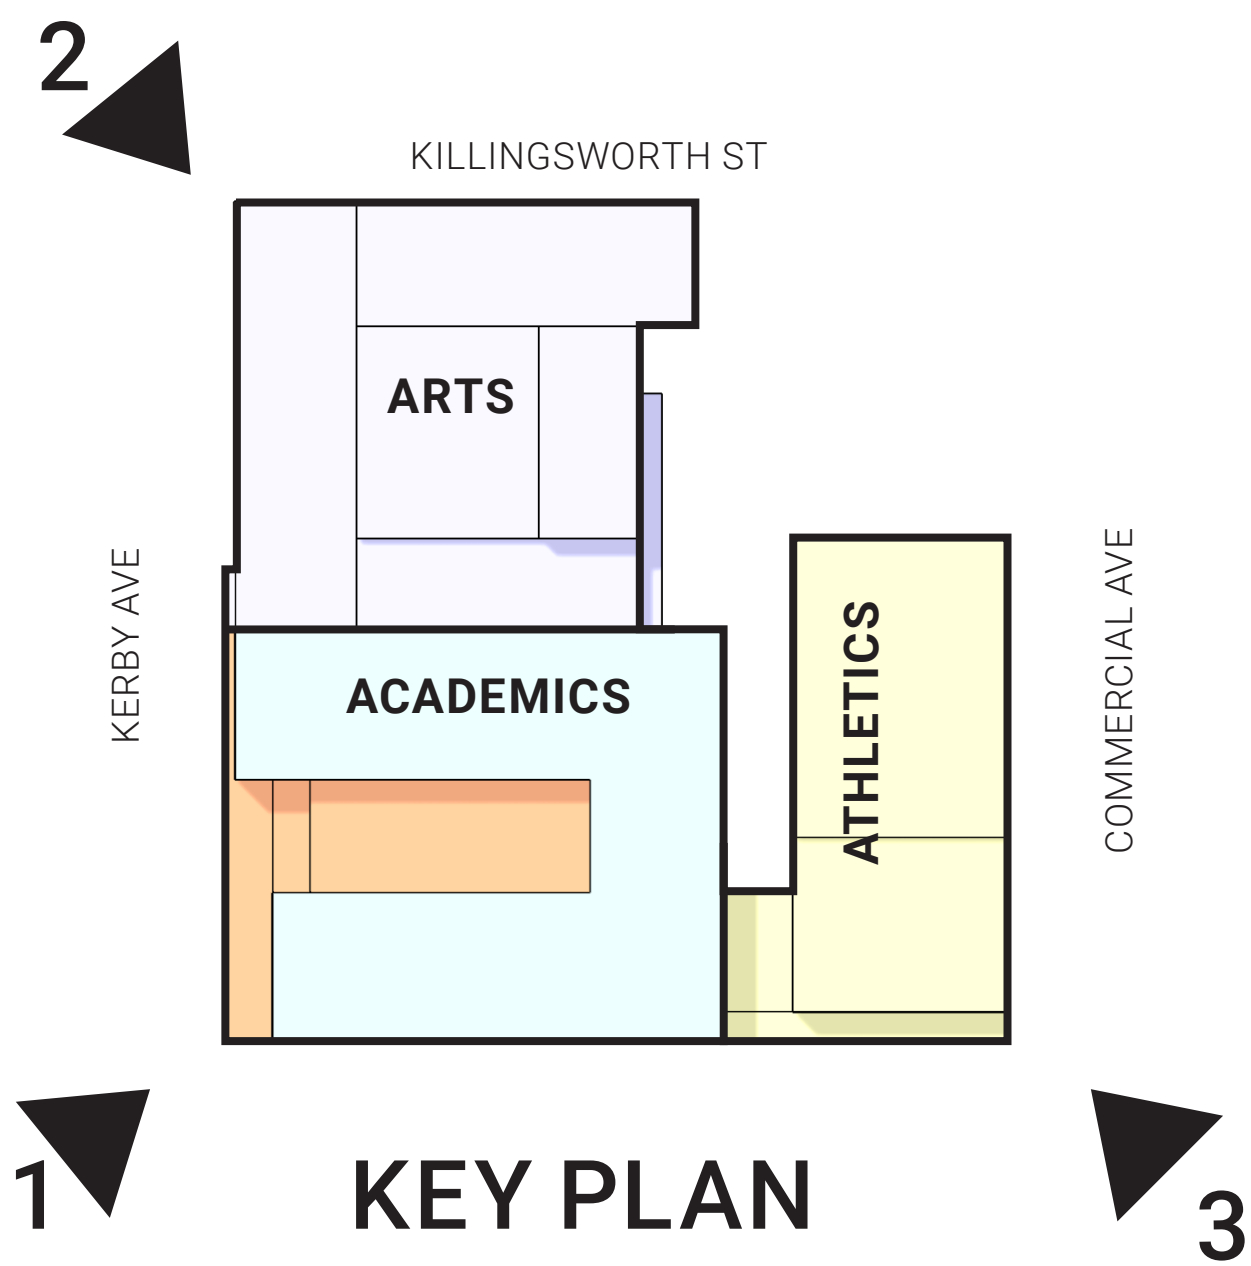 2
KILLINGSWORTH ST
ARTS
KERBY AVE
ACADEMICS
ATHLETICS
COMMERCIAL AVE
1
KEY PLAN
3